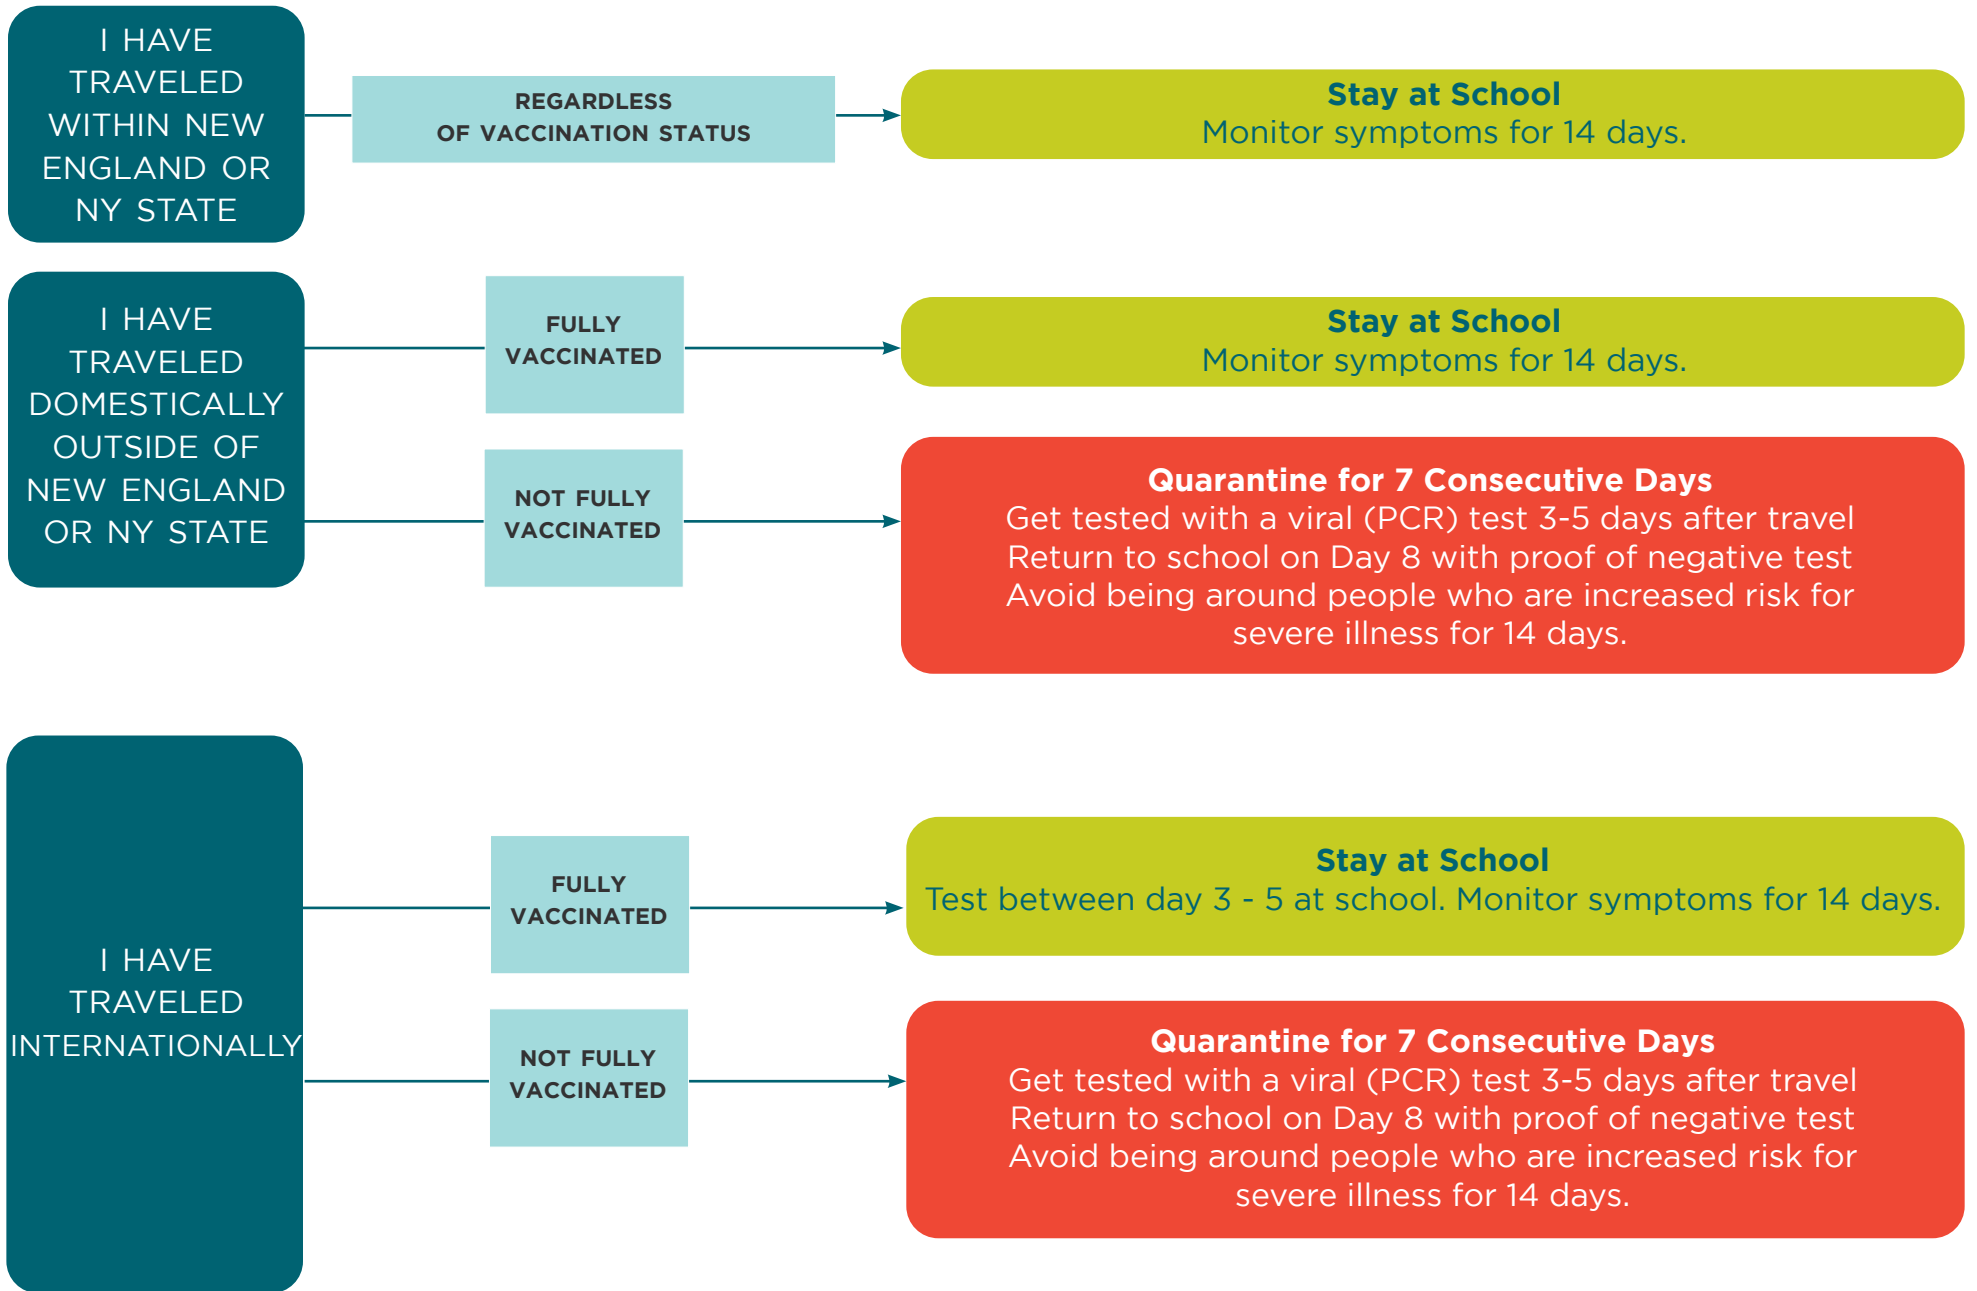 I HAVE
TRAVELED
WITHIN NEW
ENGLAND OR
NY STATE
REGARDLESS
OF VACCINATION STATUS
Stay at School
Monitor symptoms for 14 days.
I HAVE
TRAVELED
DOMESTICALLY
OUTSIDE OF
NEW ENGLAND
OR NY STATE
FULLY
VACCINATED
Stay at School
Monitor symptoms for 14 days.
NOT FULLY
VACCINATED
Quarantine for 7 Consecutive Days
Get tested with a viral (PCR) test 3-5 days after travel
Return to school on Day 8 with proof of negative test
Avoid being around people who are increased risk for
severe illness for 14 days.
I HAVE
TRAVELED
INTERNATIONALLY
FULLY
VACCINATED
Stay at School
Test between day 3 - 5 at school. Monitor symptoms for 14 days.
NOT FULLY
VACCINATED
Quarantine for 7 Consecutive Days
Get tested with a viral (PCR) test 3-5 days after travel
Return to school on Day 8 with proof of negative test
Avoid being around people who are increased risk for
severe illness for 14 days.